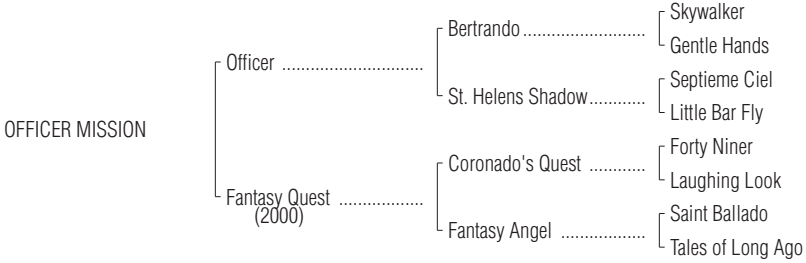 Skywalker
Bertrando ..........................
Gentle Hands
Officer ..............................
Septieme Ciel
St. Helens Shadow............
Little Bar Fly
OFFICER MISSION
Forty Niner
Coronado's Quest ............
Laughing Look
Fantasy Quest ..................
(2000)
Saint Ballado
Fantasy Angel ..................
Tales of Long Ago